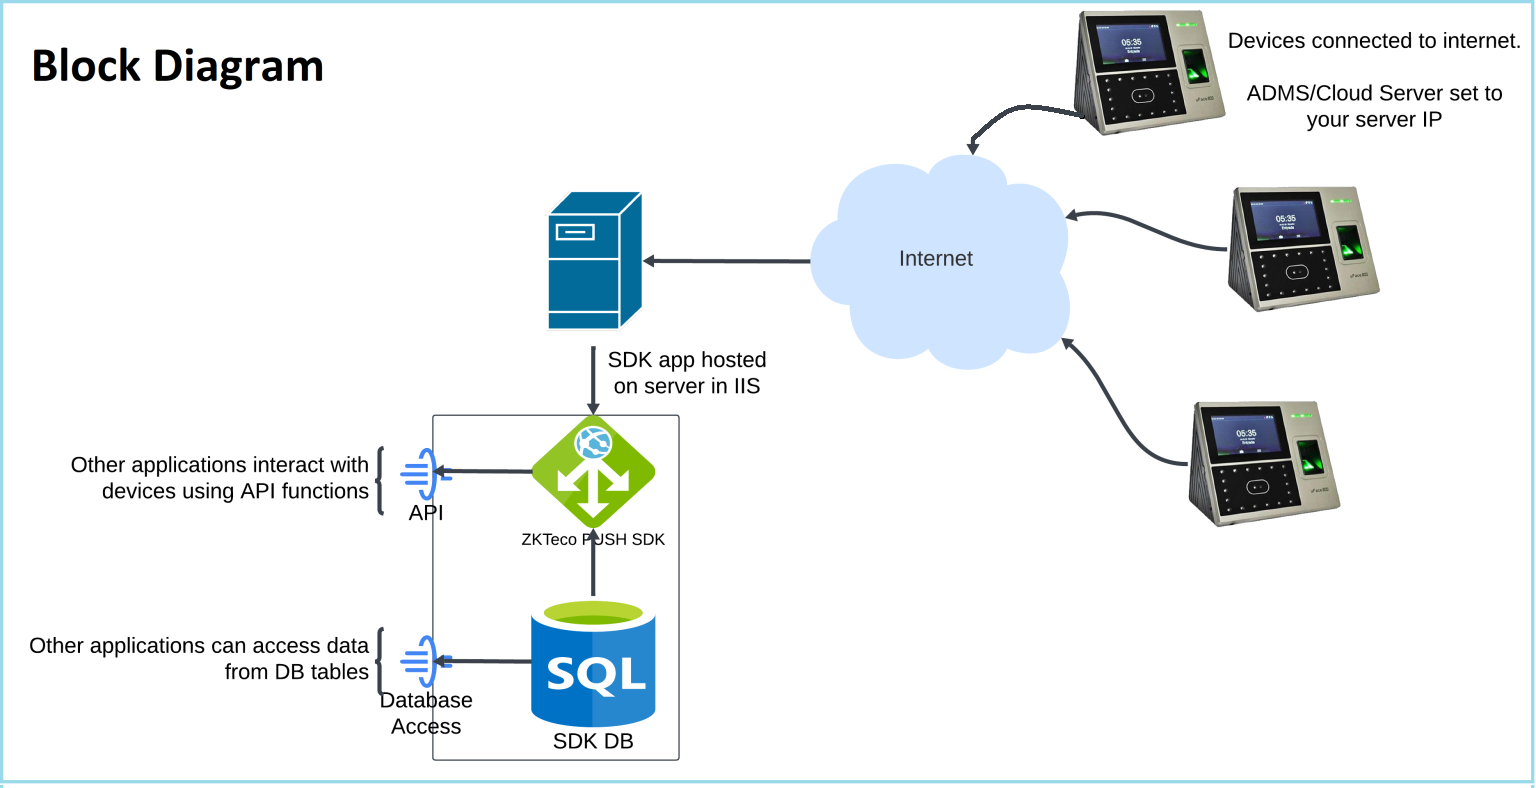 Block Diagram
05:35
Devices connected to internet.
ADMS/Cloud Server set to
your server IP
05:35
Internet
SDK app hosted
on server in IIS
05:35
Other applications interact with
devices using API functions
API
ZKTeco PUSH SDK
Other applications can access data
from DB tables
SQL
Database
Access
SDK DB